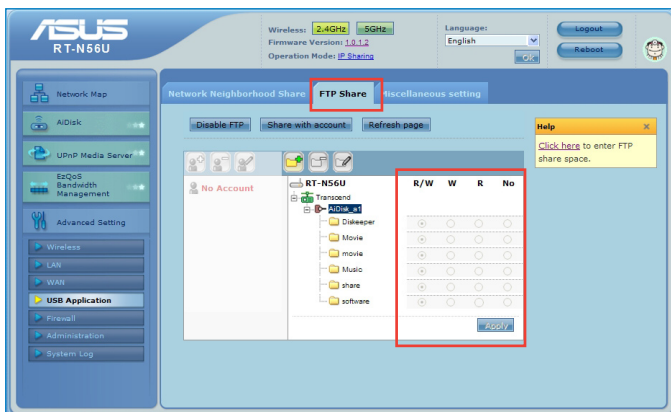 ASUS
RT-N56U
Wireless: 2.4GHz 5GHz
Firmware Version: 1.0.1.2
Operation Mode: IP Sharing
Language:
English
OK
Logout
Reboot
Network Map
AiDisk
UPnP Media Server
EzQoS
Bandwidth
Management
Advanced Setting
Wireless
LAN
WAN
USB Application
Firewall
Administration
System Log
Network Neighborhood Share
FTP Share
Miscellaneous setting
Disable FTP
Share with account
Refresh page
No Account
RT-N56U
R/W W R No
Transcend
AiDisk_a1
Diskeeper
Movie
movie
Music
share
software
Apply
Help
Click here to enter FTP
share space.